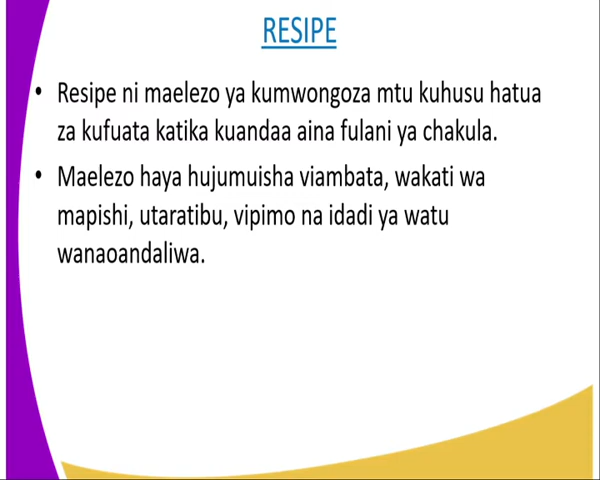 RESIPE
• Resipe ni maelezo ya kumwongoza mtu kuhusu hatua
za kufuata katika kuandaa aina fulani ya chakula.
• Maelezo haya hujumuisha viambata, wakati wa
mapishi, utaratibu, vipimo na idadi ya watu
wanaoandaliwa.